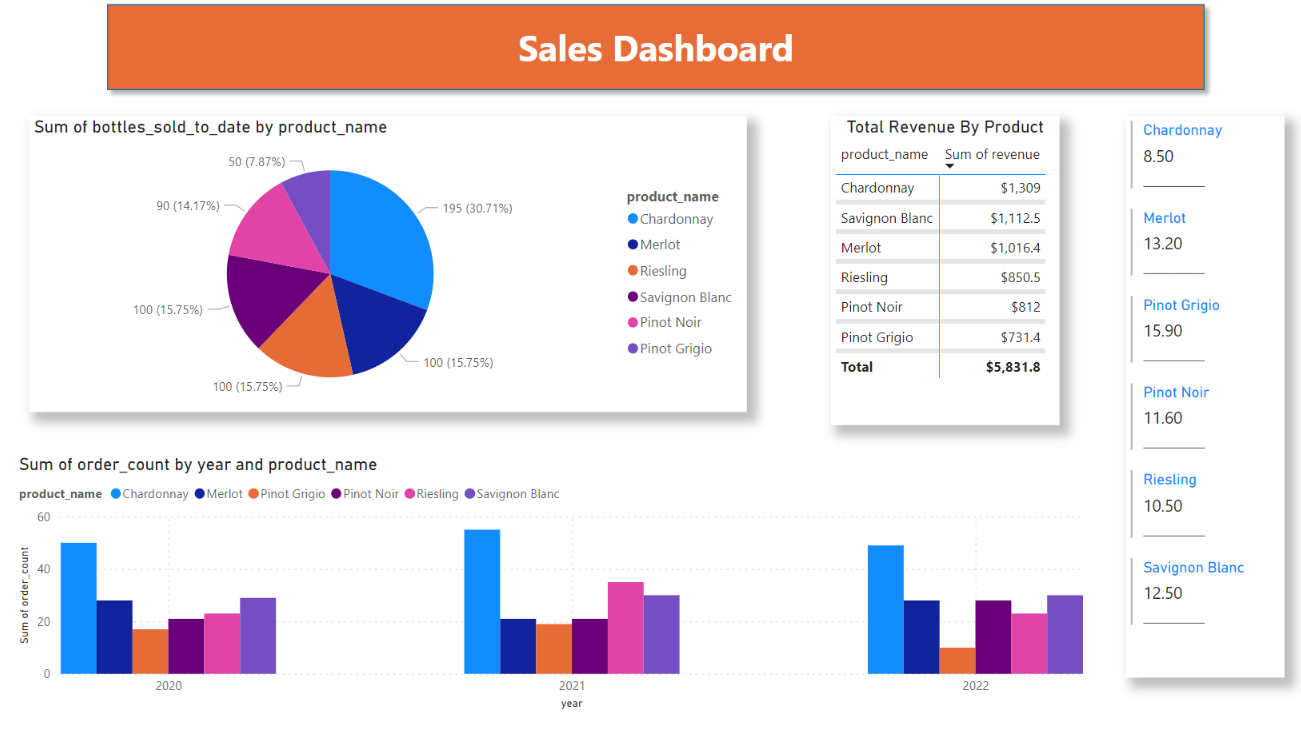 Sales Dashboard
Sum of bottles_sold_to_date by product_name
50 (7.87%)
90 (14.17%)
195 (30.71%)
100 (15.75%)
100 (15.75%)
100 (15.75%)
product_name
Chardonnay
Merlot
Riesling
Savignon Blanc
Pinot Noir
Pinot Grigio
Total Revenue By Product
product_name Sum of revenue
Chardonnay $1,309
Savignon Blanc $1,112.5
Merlot $1,016.4
Riesling $850.5
Pinot Noir $812
Pinot Grigio $731.4
Total $5,831.8
Chardonnay
8.50
Merlot
13.20
Pinot Grigio
15.90
Pinot Noir
11.60
Riesling
10.50
Savignon Blanc
12.50
Sum of order_count by year and product_name
product_name Chardonnay Merlot Pinot Grigio Pinot Noir Riesling Savignon Blanc
Sum of order_count
60
40
20
0
2020 2021 2022
year